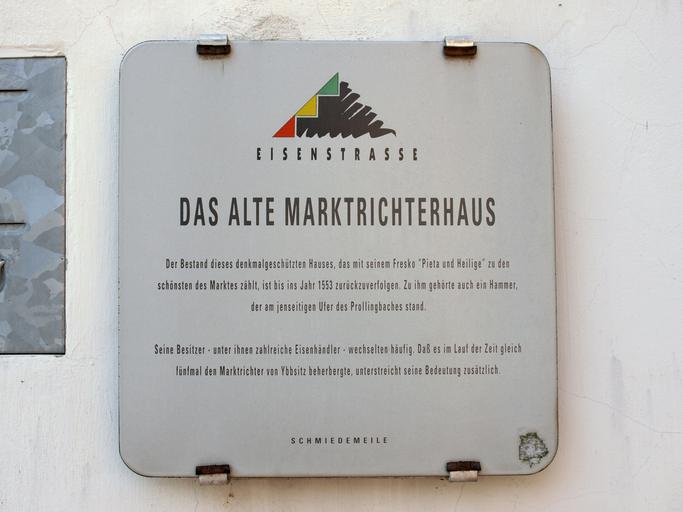 EISENSTRASSE
DAS ALTE MARKTRICHTERHAUS
Der Bestand dieses denkmalgeschützten Hauses, das mit seinem Fresko "Pieta und Heilige" zu den
schönsten des Marktes zählt, ist bis ins Jahr 1553 zurückzuverfolgen. Zu ihm gehörte auch ein Hammer,
der am jenseitigen Ufer des Prollingbaches stand.
Seine Besitzer - unter ihnen zahlreiche Eisenhändler - wechselten häufig. Daß es im Lauf der Zeit gleich
fünfmal den Marktrichter von Ybbsitz beherbergte, unterstreicht seine Bedeutung zusätzlich.
SCHMIEDEMEILE